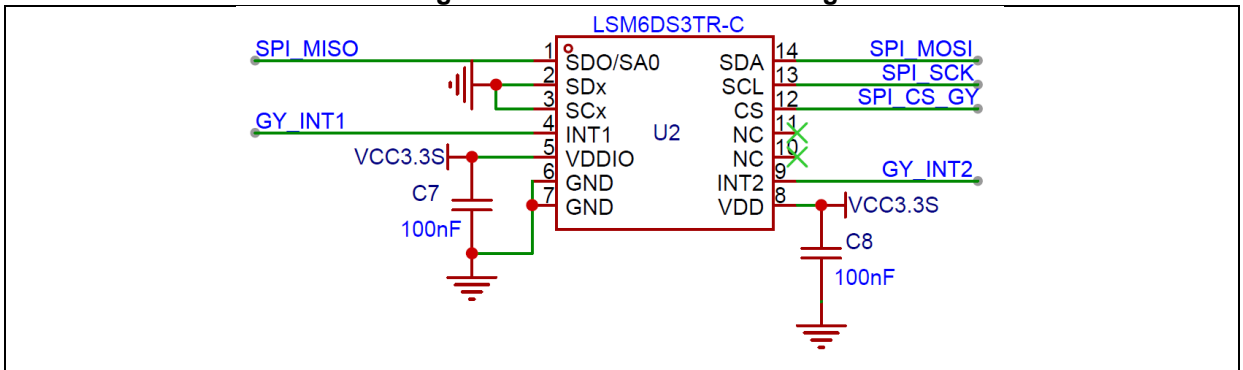 LSM6DS3TR-C
SPI_MISO 1 SDO/SA0 SDA 14 SPI_MOSI
2 SDx SCL 13 SPI_SCK
3 SCx CS 12 SPI_CS_GY
GY_INT1 4 INT1 U2 NC 11
VCC3.3S 5 VDDIO NC 10
6 GND INT2 9 GY_INT2
C7 7 GND VDD 8 VCC3.3S
100nF
C8
100nF